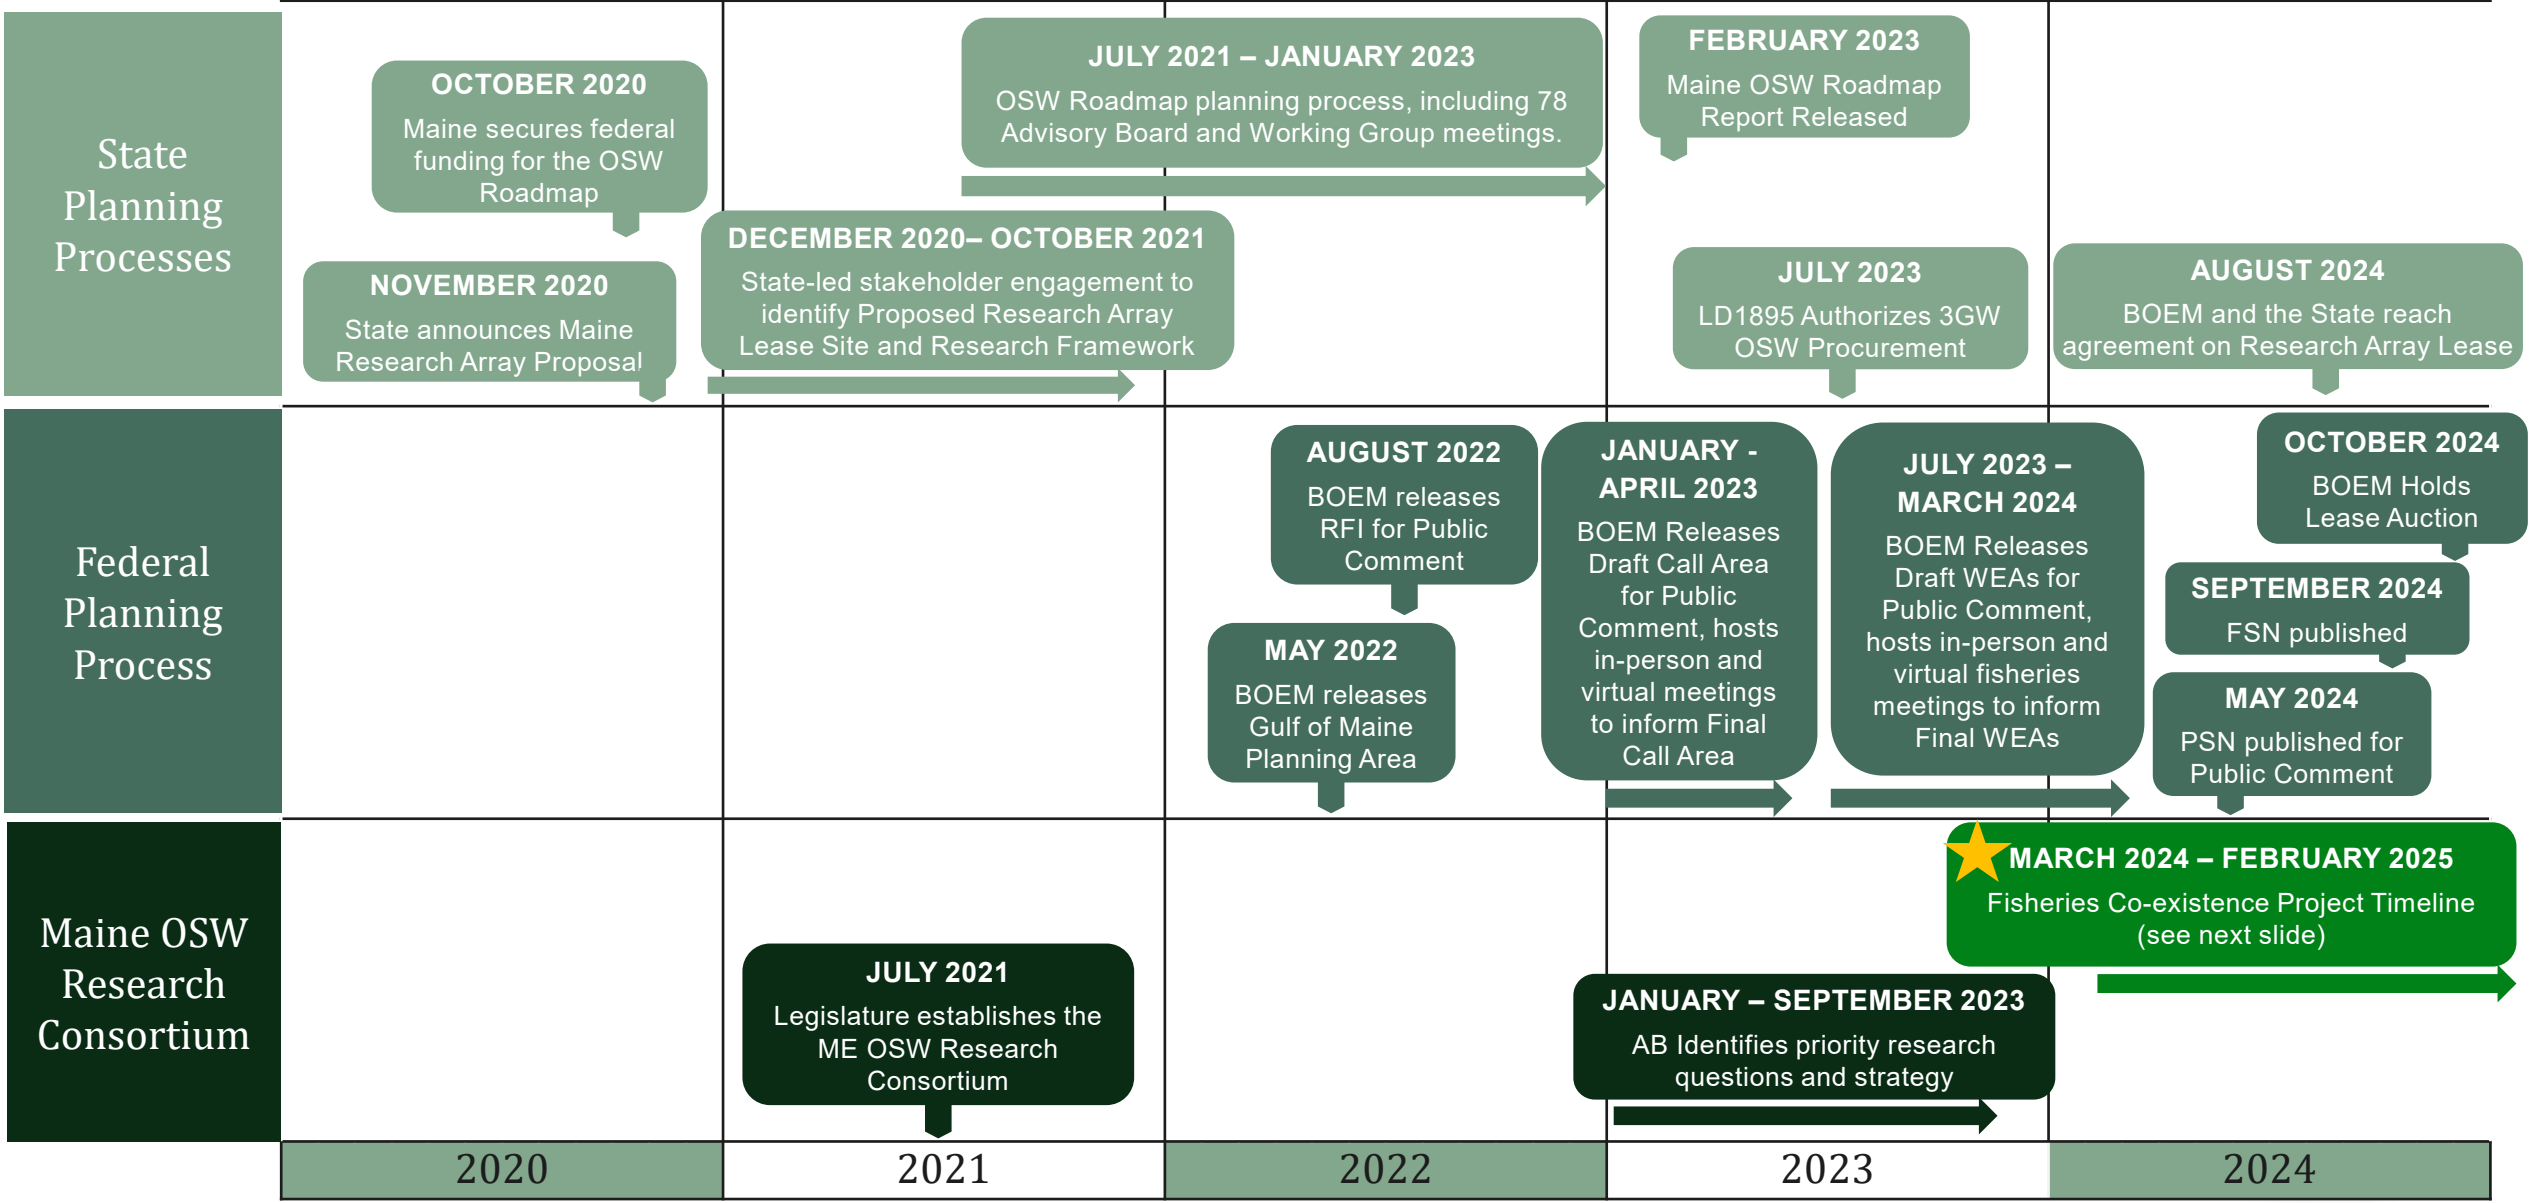 State
Planning
Processes
OCTOBER 2020
Maine secures federal
funding for the OSW
Roadmap
NOVEMBER 2020
State announces Maine
Research Array Proposal
DECEMBER 2020– OCTOBER 2021
State-led stakeholder engagement to
identify Proposed Research Array
Lease Site and Research Framework
JULY 2021 – JANUARY 2023
OSW Roadmap planning process, including 78
Advisory Board and Working Group meetings.
FEBRUARY 2023
Maine OSW Roadmap
Report Released
JULY 2023
LD1895 Authorizes 3GW
OSW Procurement
AUGUST 2024
BOEM and the State reach
agreement on Research Array Lease
Federal
Planning
Process
MAY 2022
BOEM releases
Gulf of Maine
Planning Area
AUGUST 2022
BOEM releases
RFI for Public
Comment
JANUARY -
APRIL 2023
BOEM Releases
Draft Call Area
for Public
Comment, hosts
in-person and
virtual meetings
to inform Final
Call Area
JULY 2023 –
MARCH 2024
BOEM Releases
Draft WEAs for
Public Comment,
hosts in-person and
virtual fisheries
meetings to inform
Final WEAs
OCTOBER 2024
BOEM Holds
Lease Auction
SEPTEMBER 2024
FSN published
MAY 2024
PSN published for
Public Comment
Maine OSW
Research
Consortium
JULY 2021
Legislature establishes the
ME OSW Research
Consortium
JANUARY – SEPTEMBER 2023
AB Identifies priority research
questions and strategy
MARCH 2024 – FEBRUARY 2025
Fisheries Co-existence Project Timeline
(see next slide)
2020
2021
2022
2023
2024